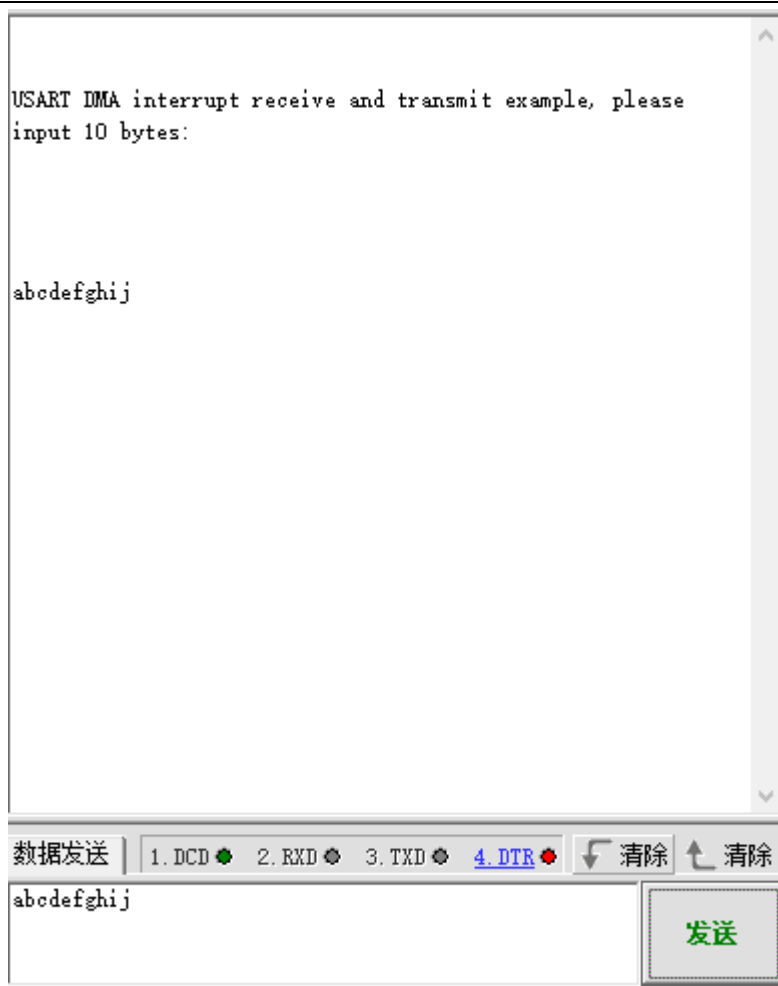 USART DMA interrupt receive and transmit example, please
input 10 bytes:
abcdefghij
数据发送 1.DCD 2.RXD 3.TXD 4.DTR 清除 清除
abcdefghij
发送